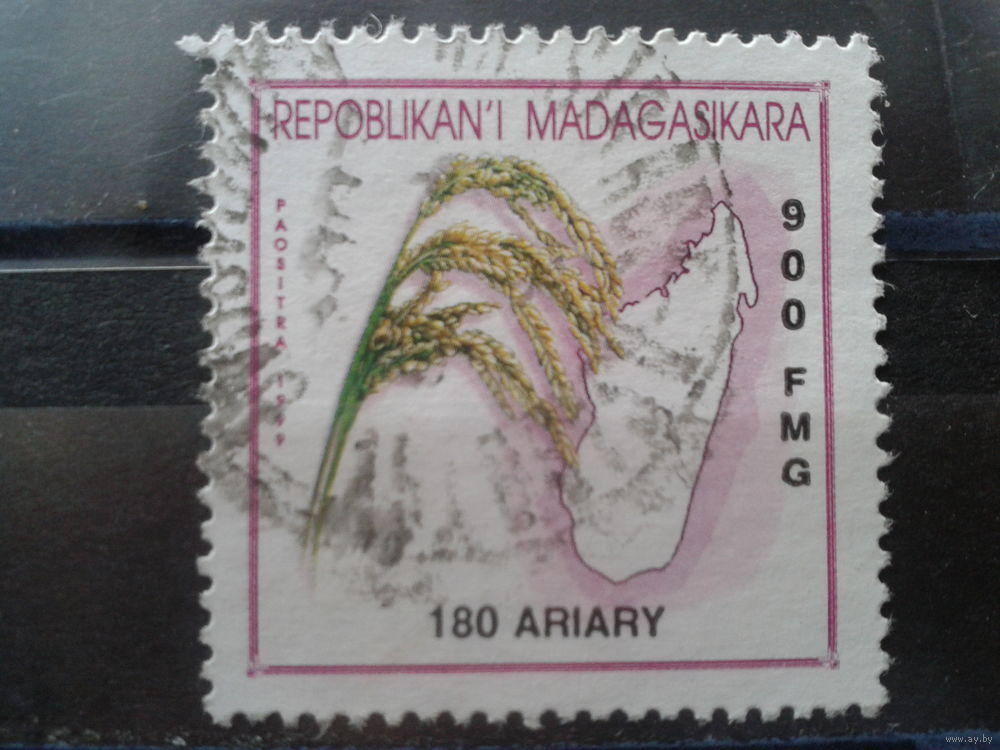 REPOBLIKAN'I MADAGASIKARA
PAOSITRA 1999
900 FMG
180 ARIARY
www.ay.by